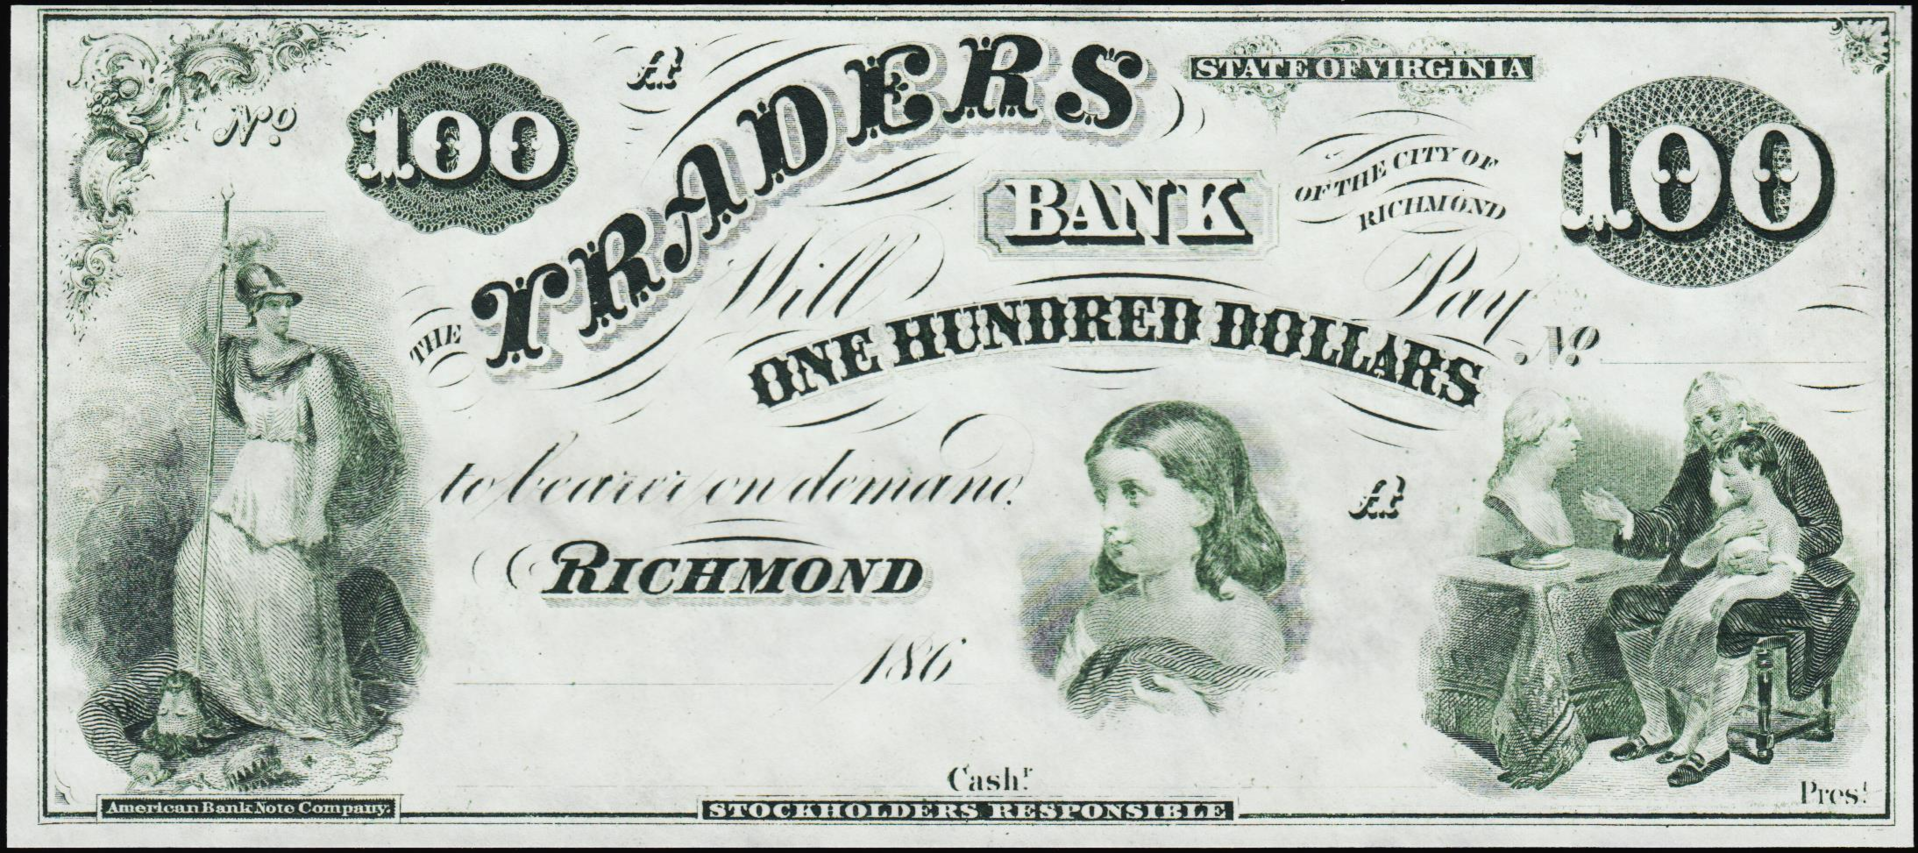 No
100
A
THE TRADERS
BANK
OF THE CITY OF
RICHMOND
STATE OF VIRGINIA
100
Will Pay
No
ONE HUNDRED DOLLARS
to bearer on demand
A
RICHMOND
186
Cashr.
Pres.t
American Bank Note Company.
STOCKHOLDERS RESPONSIBLE